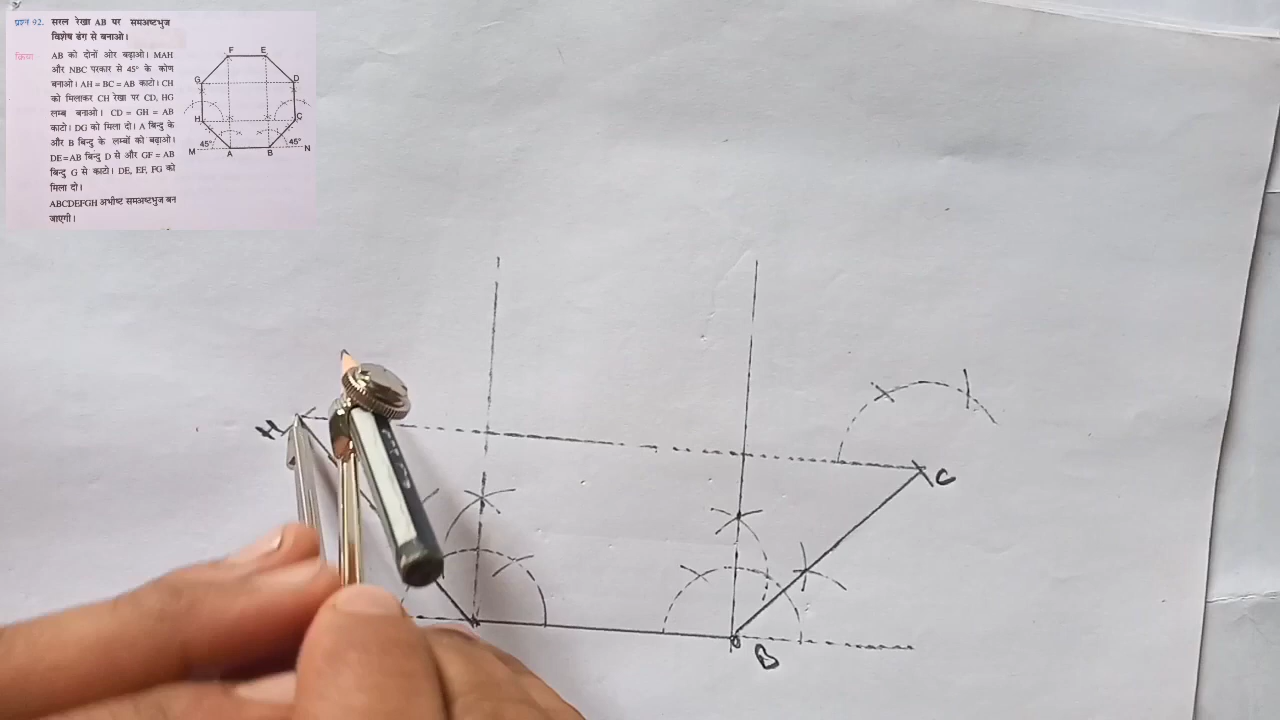 प्रश्न 92. सरल रेखा AB पर समअष्टभुज
विशेष ढंग से बनाओ।
क्रिया
AB को दोनों ओर बढ़ाओ। MAH
और NBC परकार से 45° के कोण
बनाओ। AH = BC = AB काटो। CH
को मिलाकर CH रेखा पर CD, HG
लम्ब बनाओ। CD = GH = AB
काटो। DG को मिला दो। A बिन्दु के
और B बिन्दु के लम्बों को बढ़ाओ।
DE=AB बिन्दु D से और GF = AB
बिन्दु G से काटो। DE, EF, FG को
मिला दो।
ABCDEFGH अभीष्ट समअष्टभुज बन
जाएगी।
F E
G D
H C
45° 45°
M A B N
H
C
B